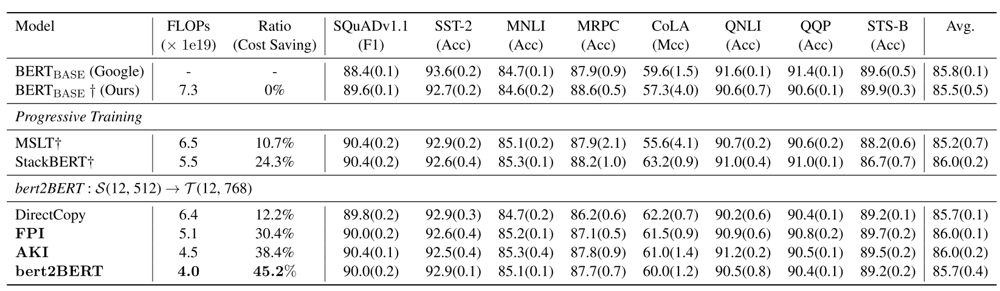 Model FLOPs Ratio SQuADv1.1 SST-2 MNLI MRPC CoLA QNLI QQP STS-B Avg.
(× 1e19) (Cost Saving) (F1) (Acc) (Acc) (Acc) (Mcc) (Acc) (Acc) (Acc)
BERT_BASE (Google) - - 88.4(0.1) 93.6(0.2) 84.7(0.1) 87.9(0.9) 59.6(1.5) 91.6(0.1) 91.4(0.1) 89.6(0.5) 85.8(0.1)
BERT_BASE † (Ours) 7.3 0% 89.6(0.1) 92.7(0.2) 84.6(0.2) 88.6(0.5) 57.3(4.0) 90.6(0.7) 90.6(0.1) 89.9(0.3) 85.5(0.5)
Progressive Training
MSLT† 6.5 10.7% 90.4(0.2) 92.9(0.2) 85.1(0.2) 87.9(2.1) 55.6(4.1) 90.7(0.2) 90.6(0.2) 88.2(0.6) 85.2(0.7)
StackBERT† 5.5 24.3% 90.4(0.2) 92.6(0.4) 85.3(0.1) 88.2(1.0) 63.2(0.9) 91.0(0.4) 91.0(0.1) 86.7(0.7) 86.0(0.2)
bert2BERT : 𝒮(12, 512) → 𝒯(12, 768)
DirectCopy 6.4 12.2% 89.8(0.2) 92.9(0.3) 84.7(0.2) 86.2(0.6) 62.2(0.7) 90.2(0.6) 90.4(0.1) 89.2(0.1) 85.7(0.1)
FPI 5.1 30.4% 90.0(0.2) 92.6(0.4) 85.2(0.1) 87.1(0.5) 61.5(0.9) 90.9(0.6) 90.8(0.2) 89.7(0.2) 86.0(0.1)
AKI 4.5 38.4% 90.4(0.1) 92.5(0.4) 85.3(0.4) 87.8(0.9) 61.0(1.4) 91.2(0.2) 90.5(0.1) 89.5(0.2) 86.0(0.2)
bert2BERT 4.0 45.2% 90.0(0.2) 92.9(0.1) 85.1(0.1) 87.7(0.7) 60.0(1.2) 90.5(0.8) 90.4(0.1) 89.2(0.2) 85.7(0.4)